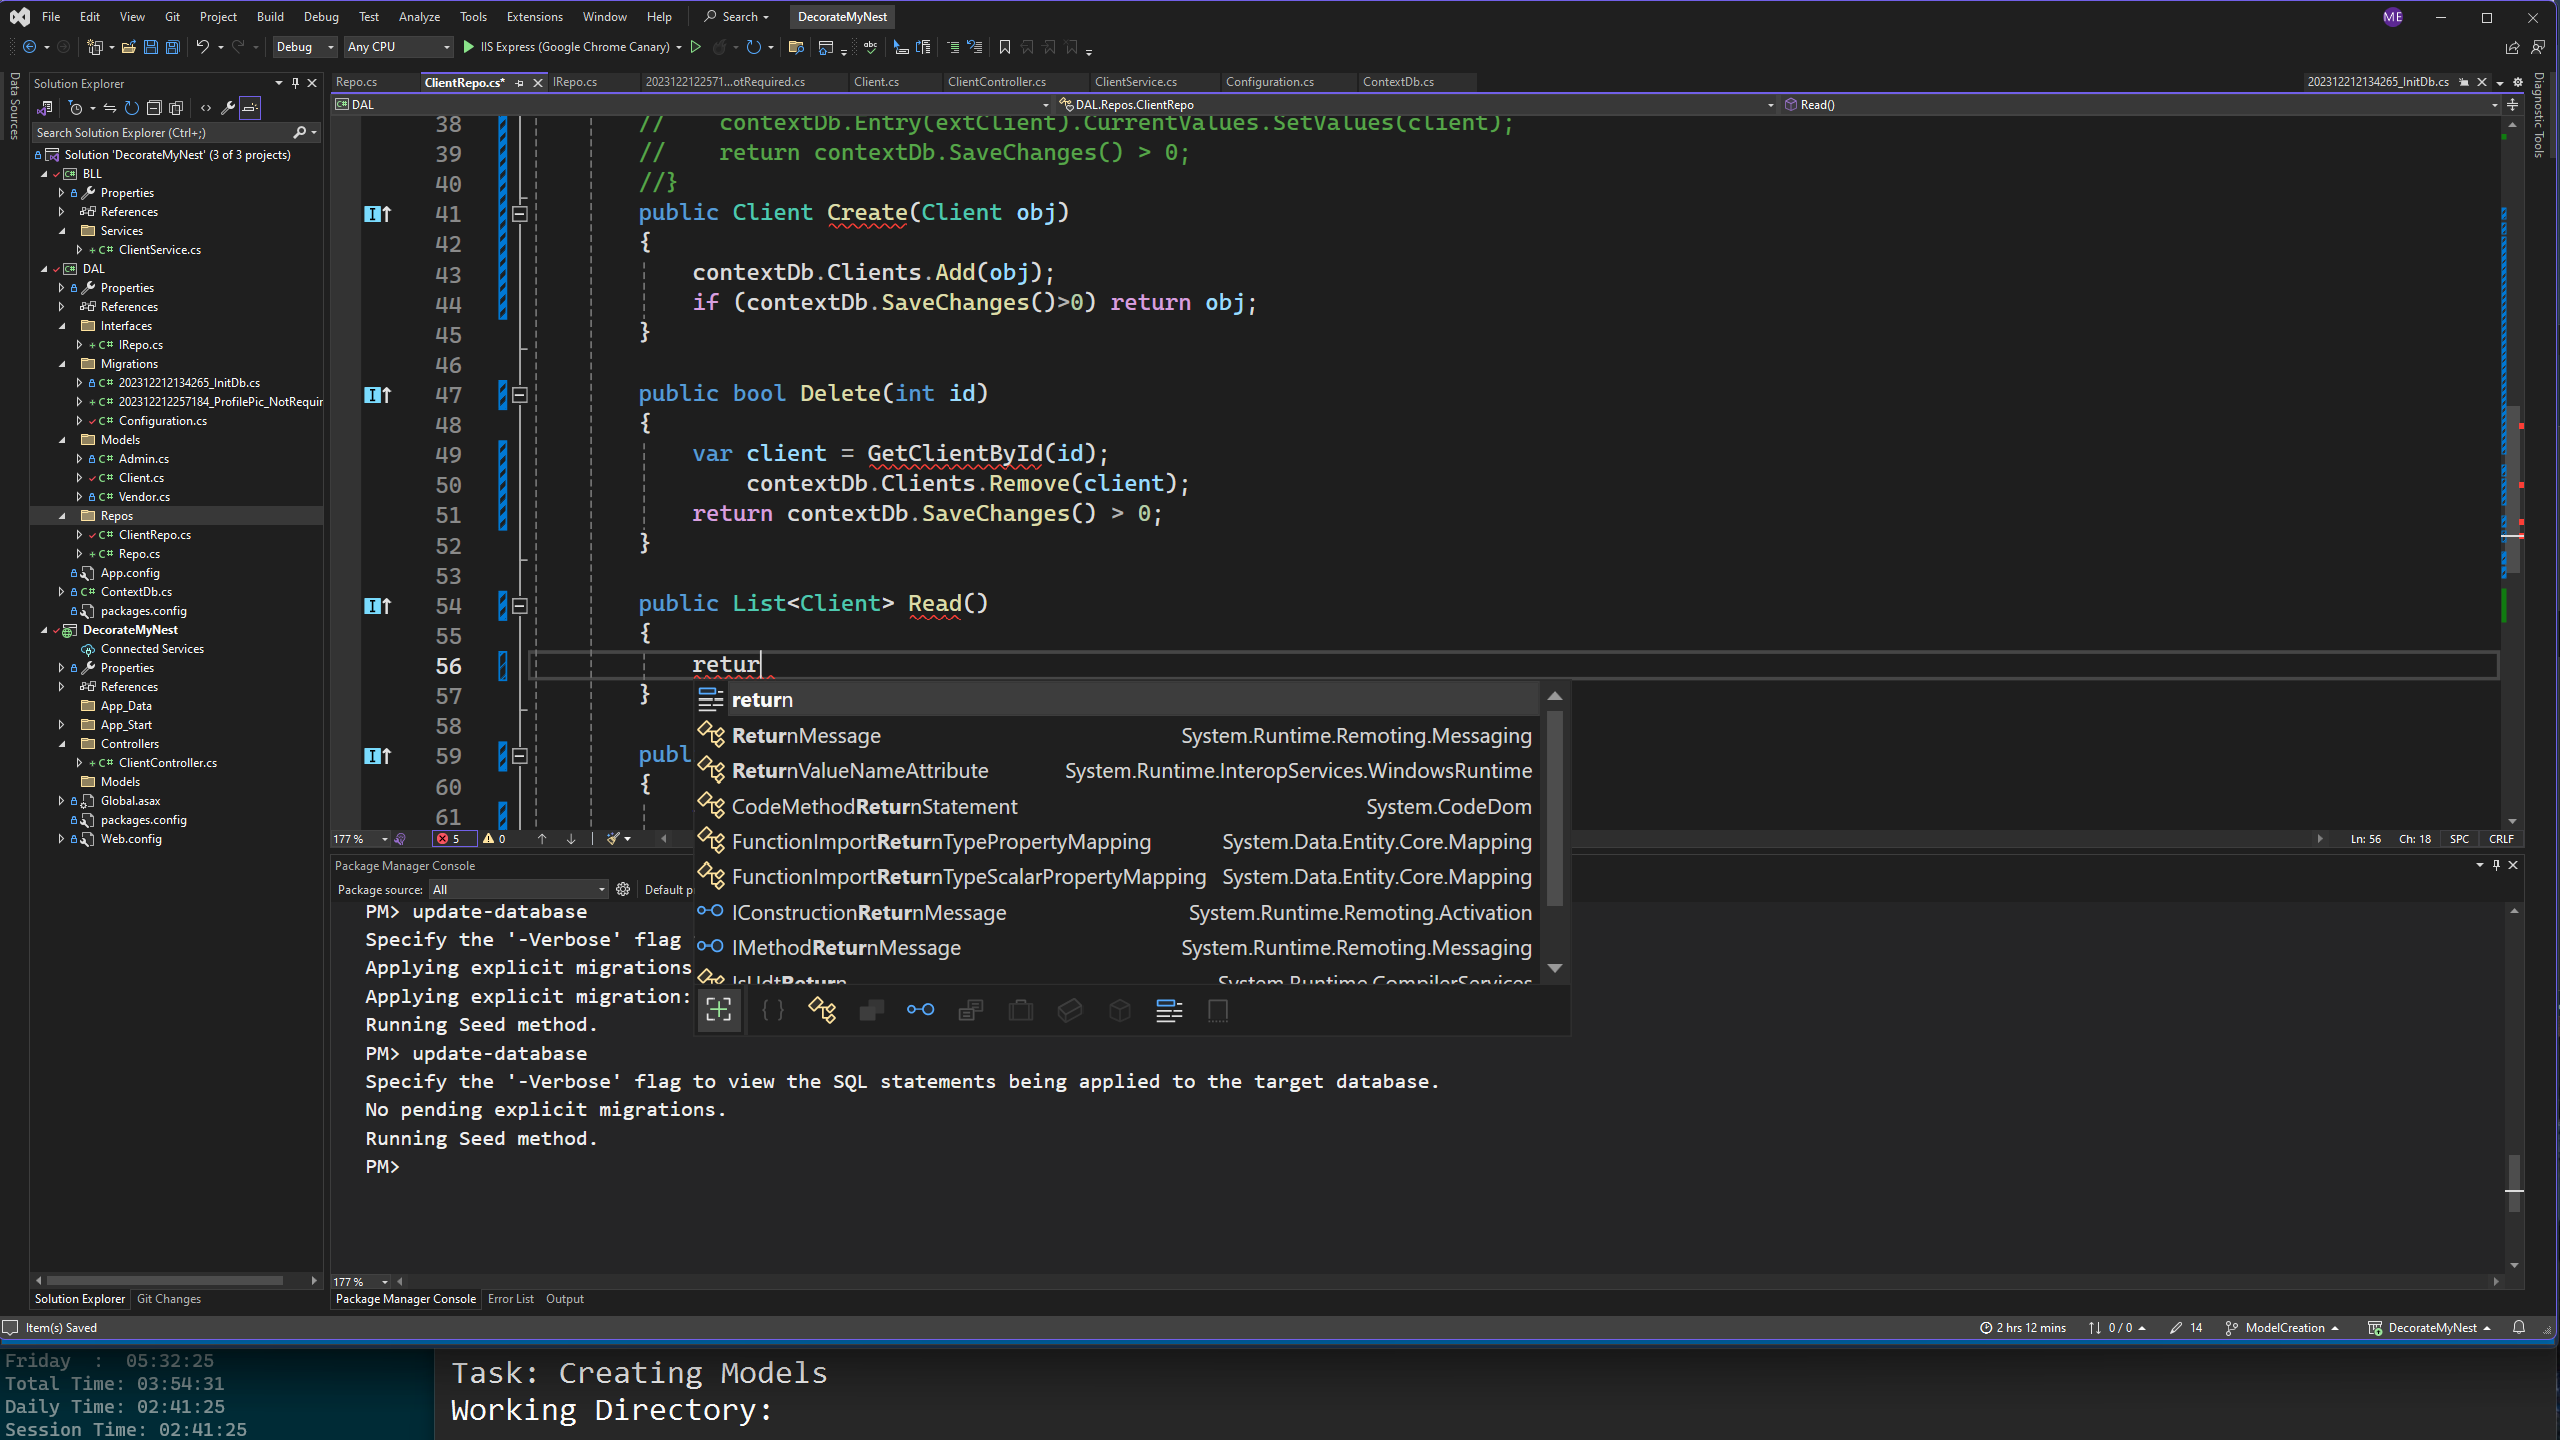 File Edit View Git Project Build Debug Test Analyze Tools Extensions Window Help Search DecorateMyNest ME
Debug Any CPU IIS Express (Google Chrome Canary)
Data Sources
Solution Explorer
Search Solution Explorer (Ctrl+;)
Solution 'DecorateMyNest' (3 of 3 projects)
BLL
Properties
References
Services
ClientService.cs
DAL
Properties
References
Interfaces
IRepo.cs
Migrations
202312212134265_InitDb.cs
202312212257184_ProfilePic_NotRequir
Configuration.cs
Models
Admin.cs
Client.cs
Vendor.cs
Repos
ClientRepo.cs
Repo.cs
App.config
ContextDb.cs
packages.config
DecorateMyNest
Connected Services
Properties
References
App_Data
App_Start
Controllers
ClientController.cs
Models
Global.asax
packages.config
Web.config
Solution Explorer Git Changes
Repo.cs ClientRepo.cs* IRepo.cs 2023122122571...otRequired.cs Client.cs ClientController.cs ClientService.cs Configuration.cs ContextDb.cs 202312212134265_InitDb.cs
DAL DAL.Repos.ClientRepo Read()
38 // contextDb.Entry(extClient).CurrentValues.SetValues(client);
39 // return contextDb.SaveChanges() > 0;
40 //}
41 public Client Create(Client obj)
42 {
43 contextDb.Clients.Add(obj);
44 if (contextDb.SaveChanges()>0) return obj;
45 }
46
47 public bool Delete(int id)
48 {
49 var client = GetClientById(id);
50 contextDb.Clients.Remove(client);
51 return contextDb.SaveChanges() > 0;
52 }
53
54 public List<Client> Read()
55 {
56 retur
57 }
58
59 publ
60 {
61
return
ReturnMessage System.Runtime.Remoting.Messaging
ReturnValueNameAttribute System.Runtime.InteropServices.WindowsRuntime
CodeMethodReturnStatement System.CodeDom
FunctionImportReturnTypePropertyMapping System.Data.Entity.Core.Mapping
FunctionImportReturnTypeScalarPropertyMapping System.Data.Entity.Core.Mapping
IConstructionReturnMessage System.Runtime.Remoting.Activation
IMethodReturnMessage System.Runtime.Remoting.Messaging
IsUdtReturn System.Runtime.CompilerServices
177 % 5 0 Ln: 56 Ch: 18 SPC CRLF
Diagnostic Tools
Package Manager Console
Package source: All Default p
PM> update-database
Specify the '-Verbose' flag
Applying explicit migrations
Applying explicit migration:
Running Seed method.
PM> update-database
Specify the '-Verbose' flag to view the SQL statements being applied to the target database.
No pending explicit migrations.
Running Seed method.
PM>
177 %
Package Manager Console Error List Output
Item(s) Saved 2 hrs 12 mins 0 / 0 14 ModelCreation DecorateMyNest
Friday : 05:32:25
Total Time: 03:54:31
Daily Time: 02:41:25
Session Time: 02:41:25
Task: Creating Models
Working Directory: